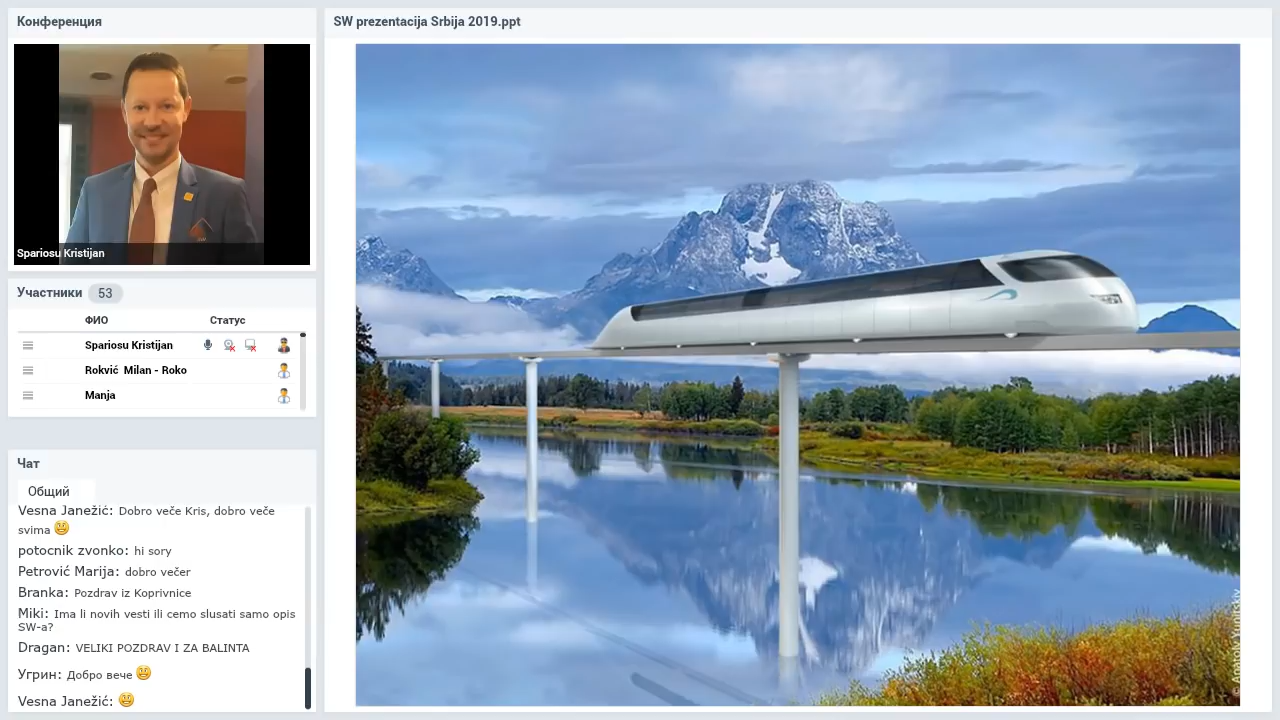 Конференция
Spariosu Kristijan
Участники 53
ФИО Статус
Spariosu Kristijan
Rokvić Milan - Roko
Manja
Чат
Общий
Vesna Janežić: Dobro veče Kris, dobro veče
svima
potocnik zvonko: hi sory
Petrović Marija: dobro večer
Branka: Pozdrav iz Koprivnice
Miki: Ima li novih vesti ili cemo slusati samo opis
SW-a?
Dragan: VELIKI POZDRAV I ZA BALINTA
Угрин: Добро вече
Vesna Janežić:
SW prezentacija Srbija 2019.ppt
© Anatoly Yunitskiy